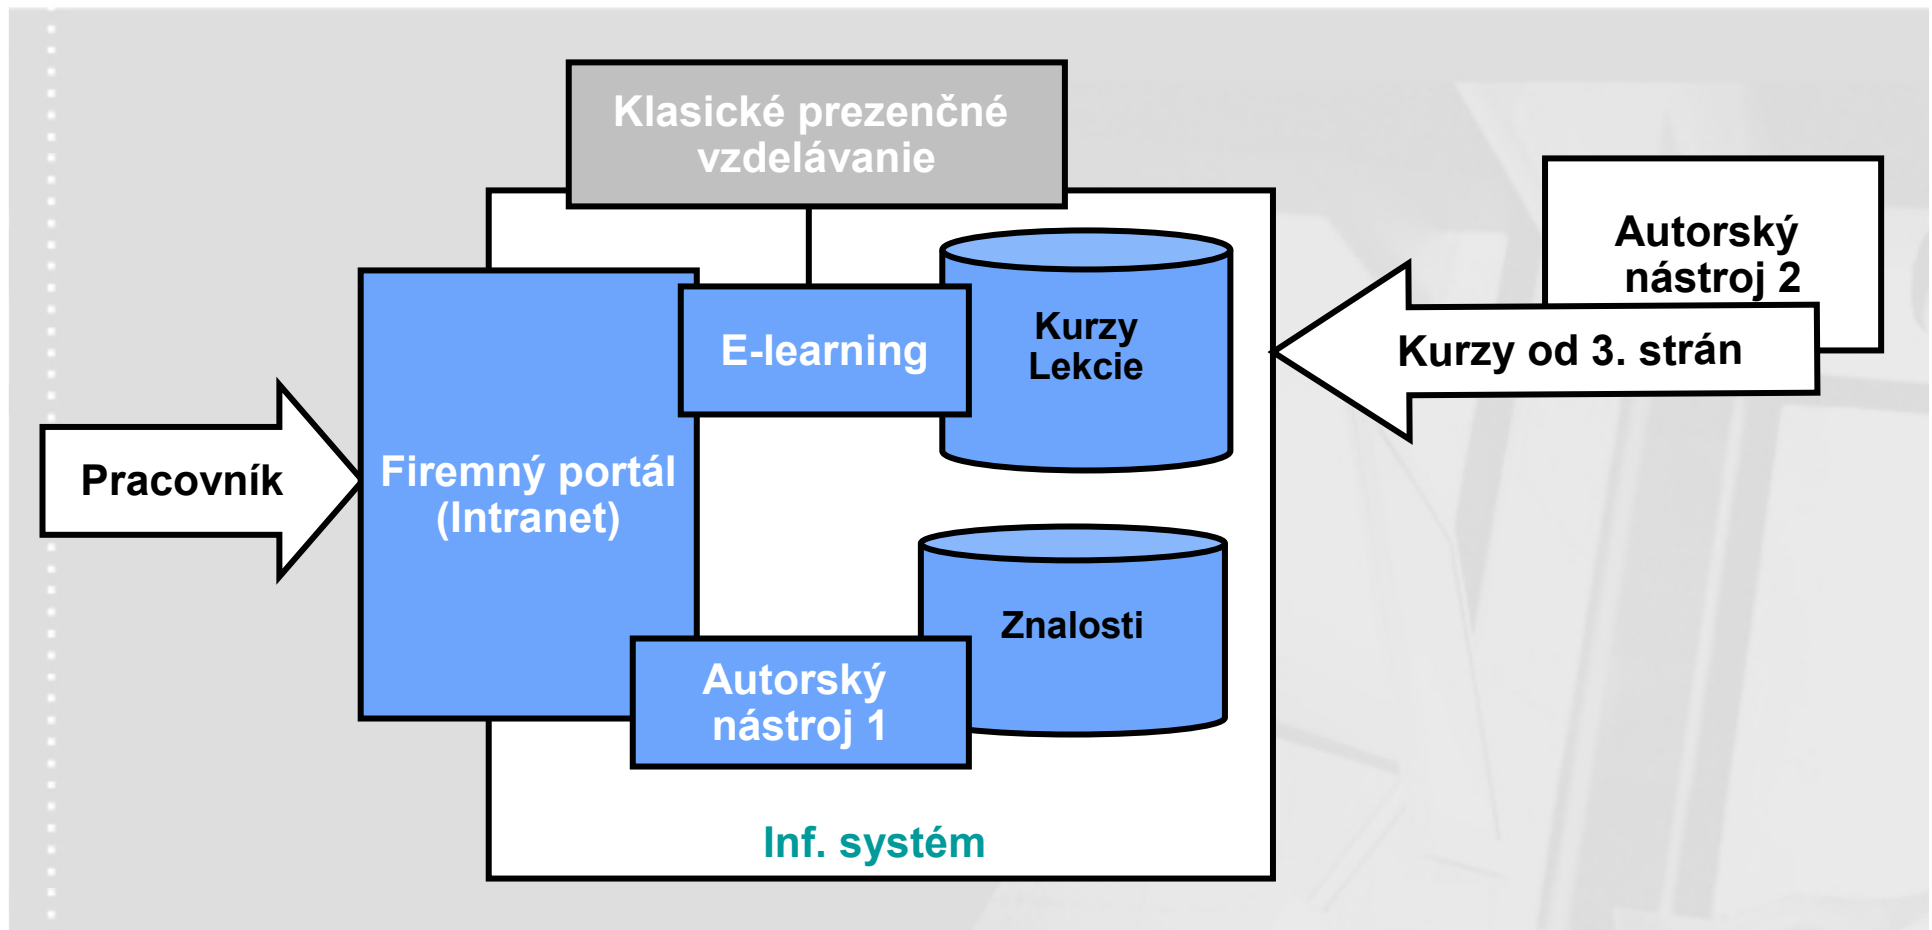 Klasické prezenčné
vzdelávanie
Autorský
nástroj 2
Kurzy
Lekcie
E-learning
Kurzy od 3. strán
Pracovník
Firemný portál
(Intranet)
Znalosti
Autorský
nástroj 1
Inf. systém